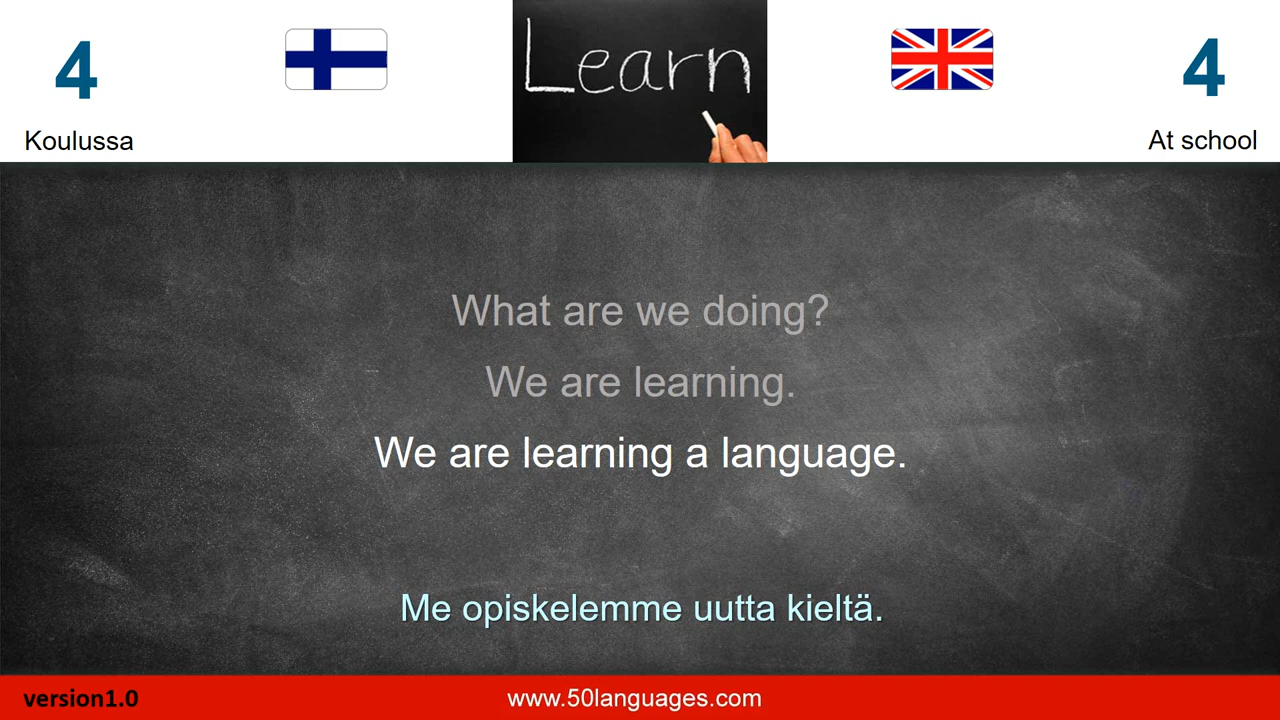 4
Learn
4
Koulussa
At school
What are we doing?
We are learning.
We are learning a language.
Me opiskelemme uutta kieltä.
version1.0
www.50languages.com